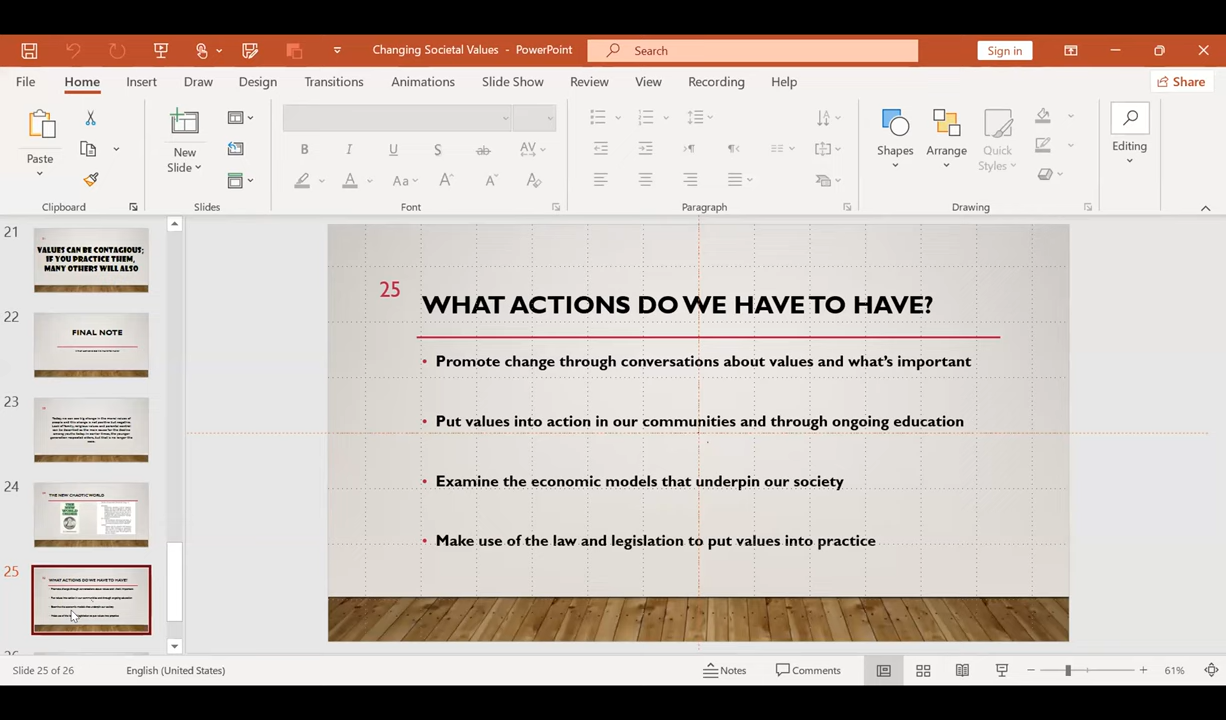 Changing Societal Values - PowerPoint
Search
Sign in
File Home Insert Draw Design Transitions Animations Slide Show Review View Recording Help
Share
Paste
New
Slide
Shapes
Arrange
Quick
Styles
Editing
Clipboard
Slides
Font
Paragraph
Drawing
21
VALUES CAN BE CONTAGIOUS;
IF YOU PRACTICE THEM,
MANY OTHERS WILL ALSO
22
FINAL NOTE
23
24
THE NEW CHAOTIC WORLD
25
WHAT ACTIONS DO WE HAVE TO HAVE?
25
WHAT ACTIONS DO WE HAVE TO HAVE?
• Promote change through conversations about values and what's important
• Put values into action in our communities and through ongoing education
• Examine the economic models that underpin our society
• Make use of the law and legislation to put values into practice
Slide 25 of 26
English (United States)
Notes
Comments
61%